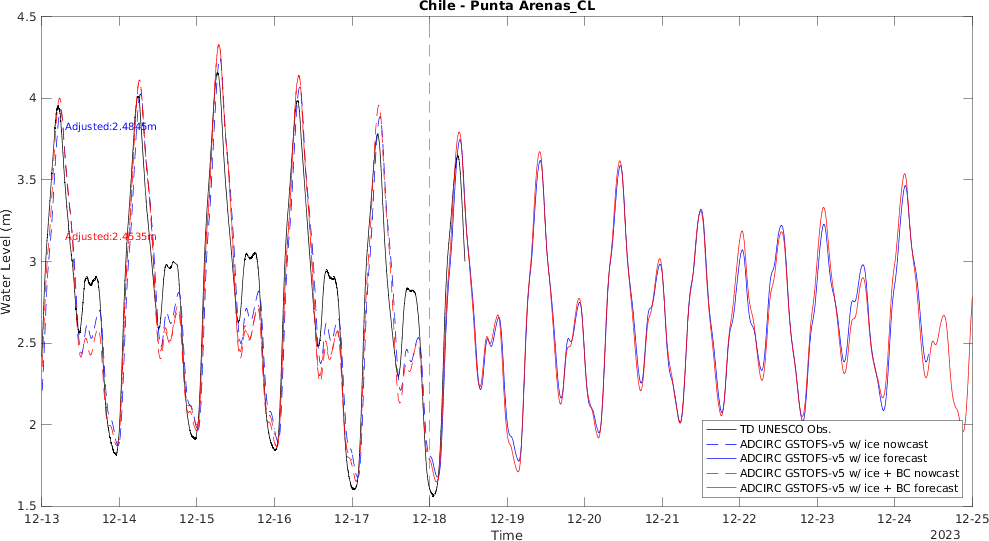 Chile - Punta Arenas_CL
4.5
4
3.5
3
2.5
2
1.5
Water Level (m)
Adjusted:2.4845m
Adjusted:2.4535m
TD UNESCO Obs.
ADCIRC GSTOFS-v5 w/ ice nowcast
ADCIRC GSTOFS-v5 w/ ice forecast
ADCIRC GSTOFS-v5 w/ ice + BC nowcast
ADCIRC GSTOFS-v5 w/ ice + BC forecast
12-13 12-14 12-15 12-16 12-17 12-18 12-19 12-20 12-21 12-22 12-23 12-24 12-25
Time
2023